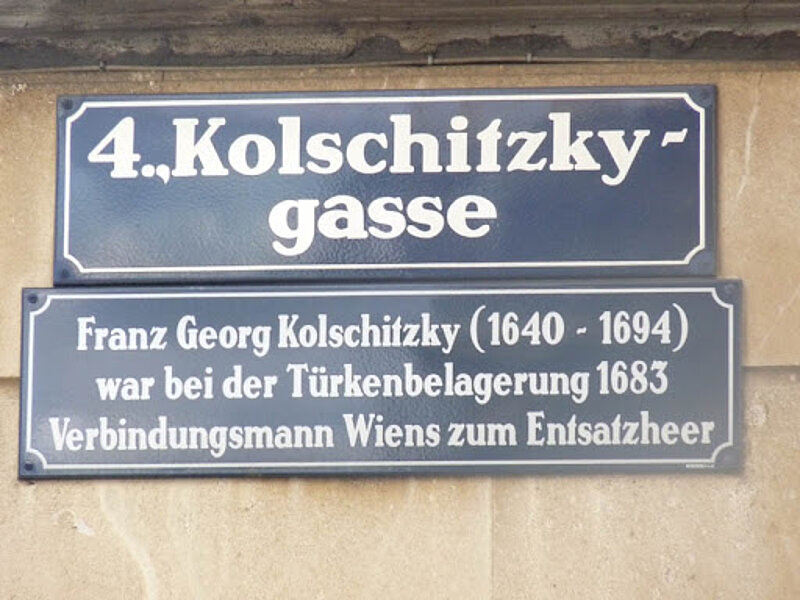 4.,Kolschitzky-
gasse
Franz Georg Kolschitzky (1640 - 1694)
war bei der Türkenbelagerung 1683
Verbindungsmann Wiens zum Entsatzheer